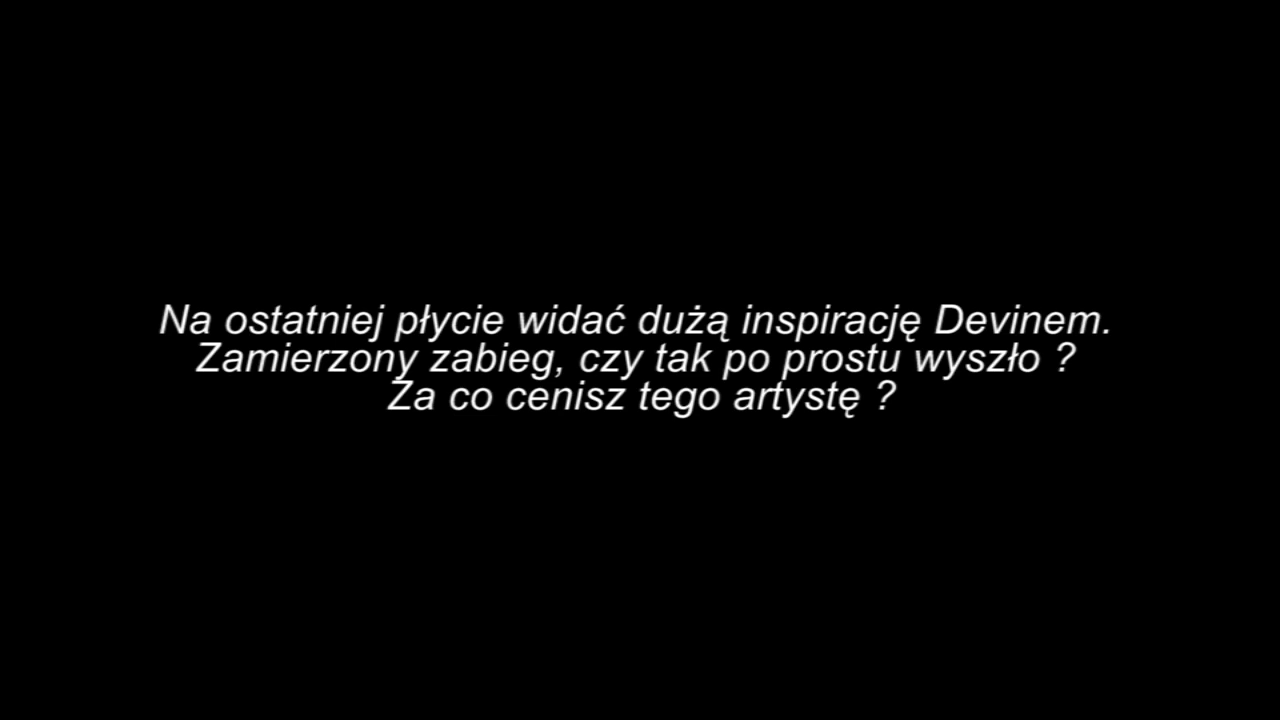 Na ostatniej płycie widać dużą inspirację Devinem.
Zamierzony zabieg, czy tak po prostu wyszło ?
Za co cenisz tego artystę ?